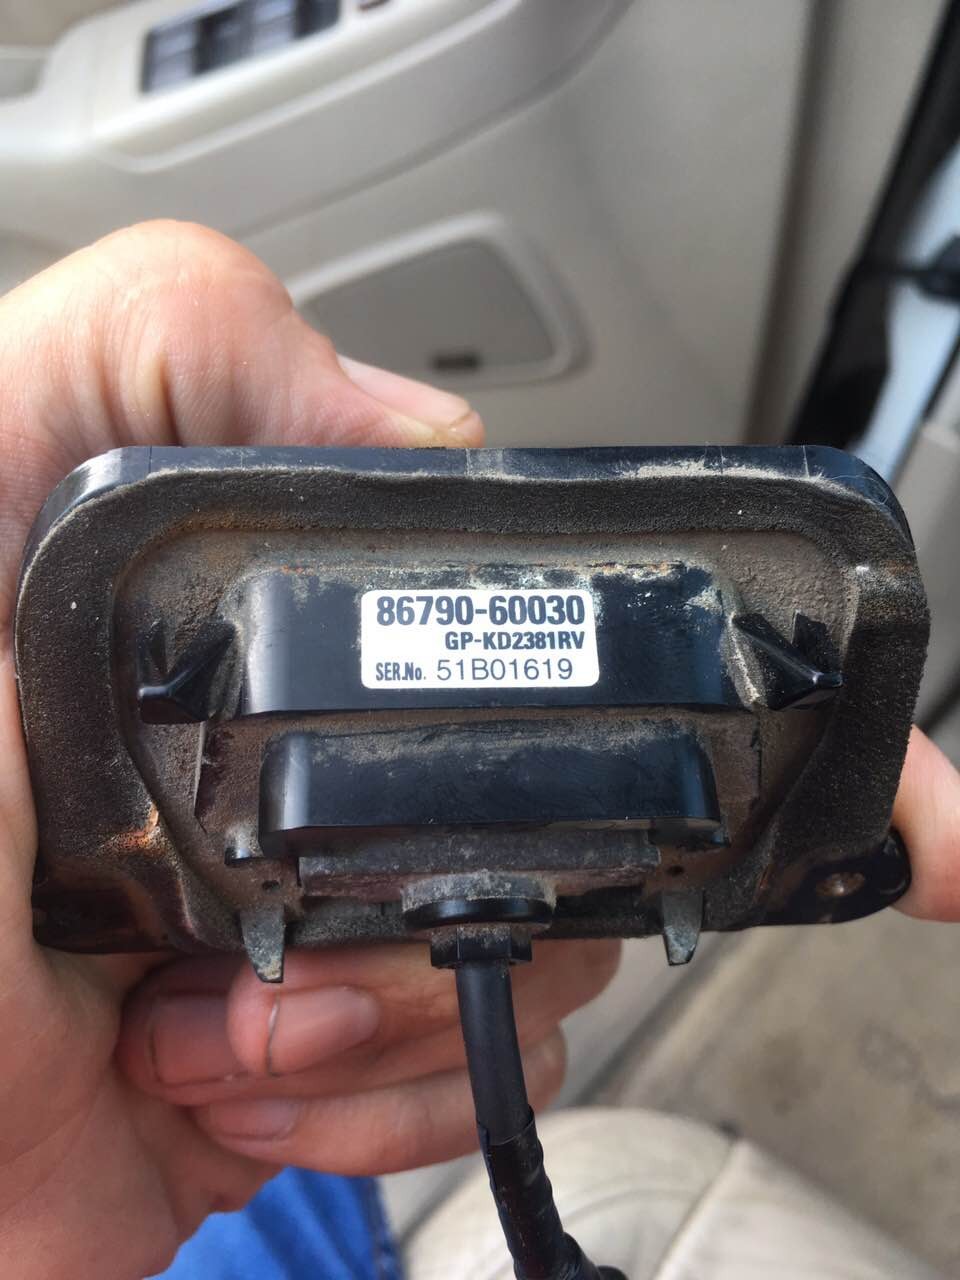 86790-60030
GP-KD2381RV
SER.No. 51B01619